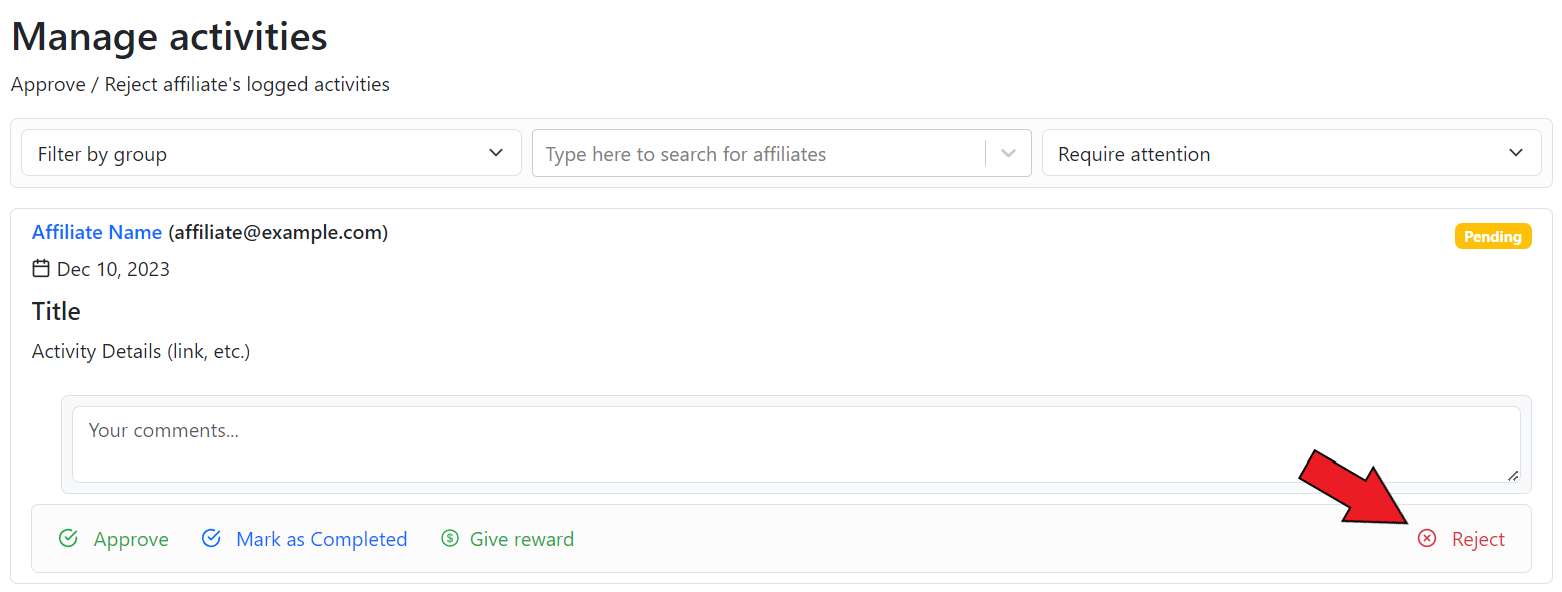 Manage activities
Approve / Reject affiliate's logged activities
Filter by group
Type here to search for affiliates
Require attention
Affiliate Name (affiliate@example.com)
Pending
Dec 10, 2023
Title
Activity Details (link, etc.)
Your comments...
Approve
Mark as Completed
Give reward
Reject